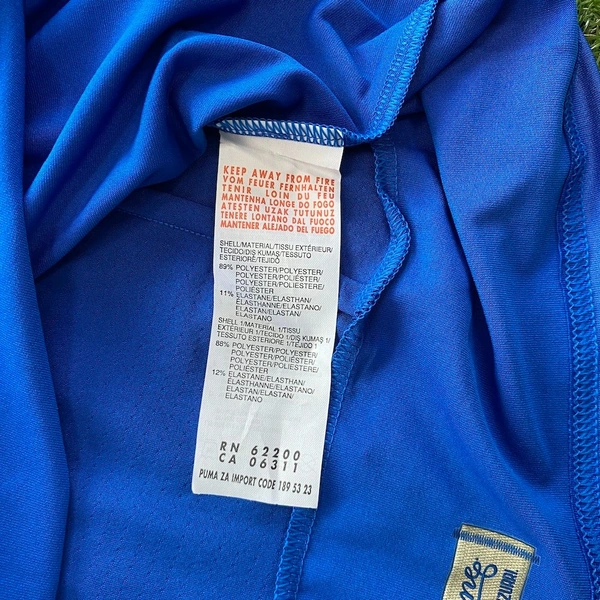 KEEP AWAY FROM FIRE
VOM FEUER FERNHALTEN
TENIR LOIN DU FEU
MANTENHA LONGE DO FOGO
ATESTEN UZAK TUTUNUZ
TENERE LONTANO DAL FUOCO
MANTENER ALEJADO DEL FUEGO
SHELL/MATERIAL/TISSU EXTÉRIEUR/
TECIDO/DIŞ KUMAS/TESSUTO
ESTERIORE/TEJIDO
89% POLYESTER/POLYESTER/
POLYESTER/POLIÉSTER/
POLYESTER/POLIESTERE/
POLIÉSTER
11% ELASTANE/ELASTHAN/
ÉLASTHANNE/ELASTANO/
ELASTAN/ELASTAN/
ELASTANO
SHELL 1/MATERIAL 1/TISSU
EXTÉRIEUR 1/TECIDO 1/DIŞ KUMAŞ 1/
TESSUTO ESTERIORE 1/TEJIDO 1
88% POLYESTER/POLYESTER/
POLYESTER/POLIÉSTER/
POLYESTER/POLIESTERE/
POLIÉSTER
12% ELASTANE/ELASTHAN/
ÉLASTHANNE/ELASTANO/
ELASTAN/ELASTAN/
ELASTANO
RN 62200
CA 06311
PUMA ZA IMPORT CODE 189 53 23